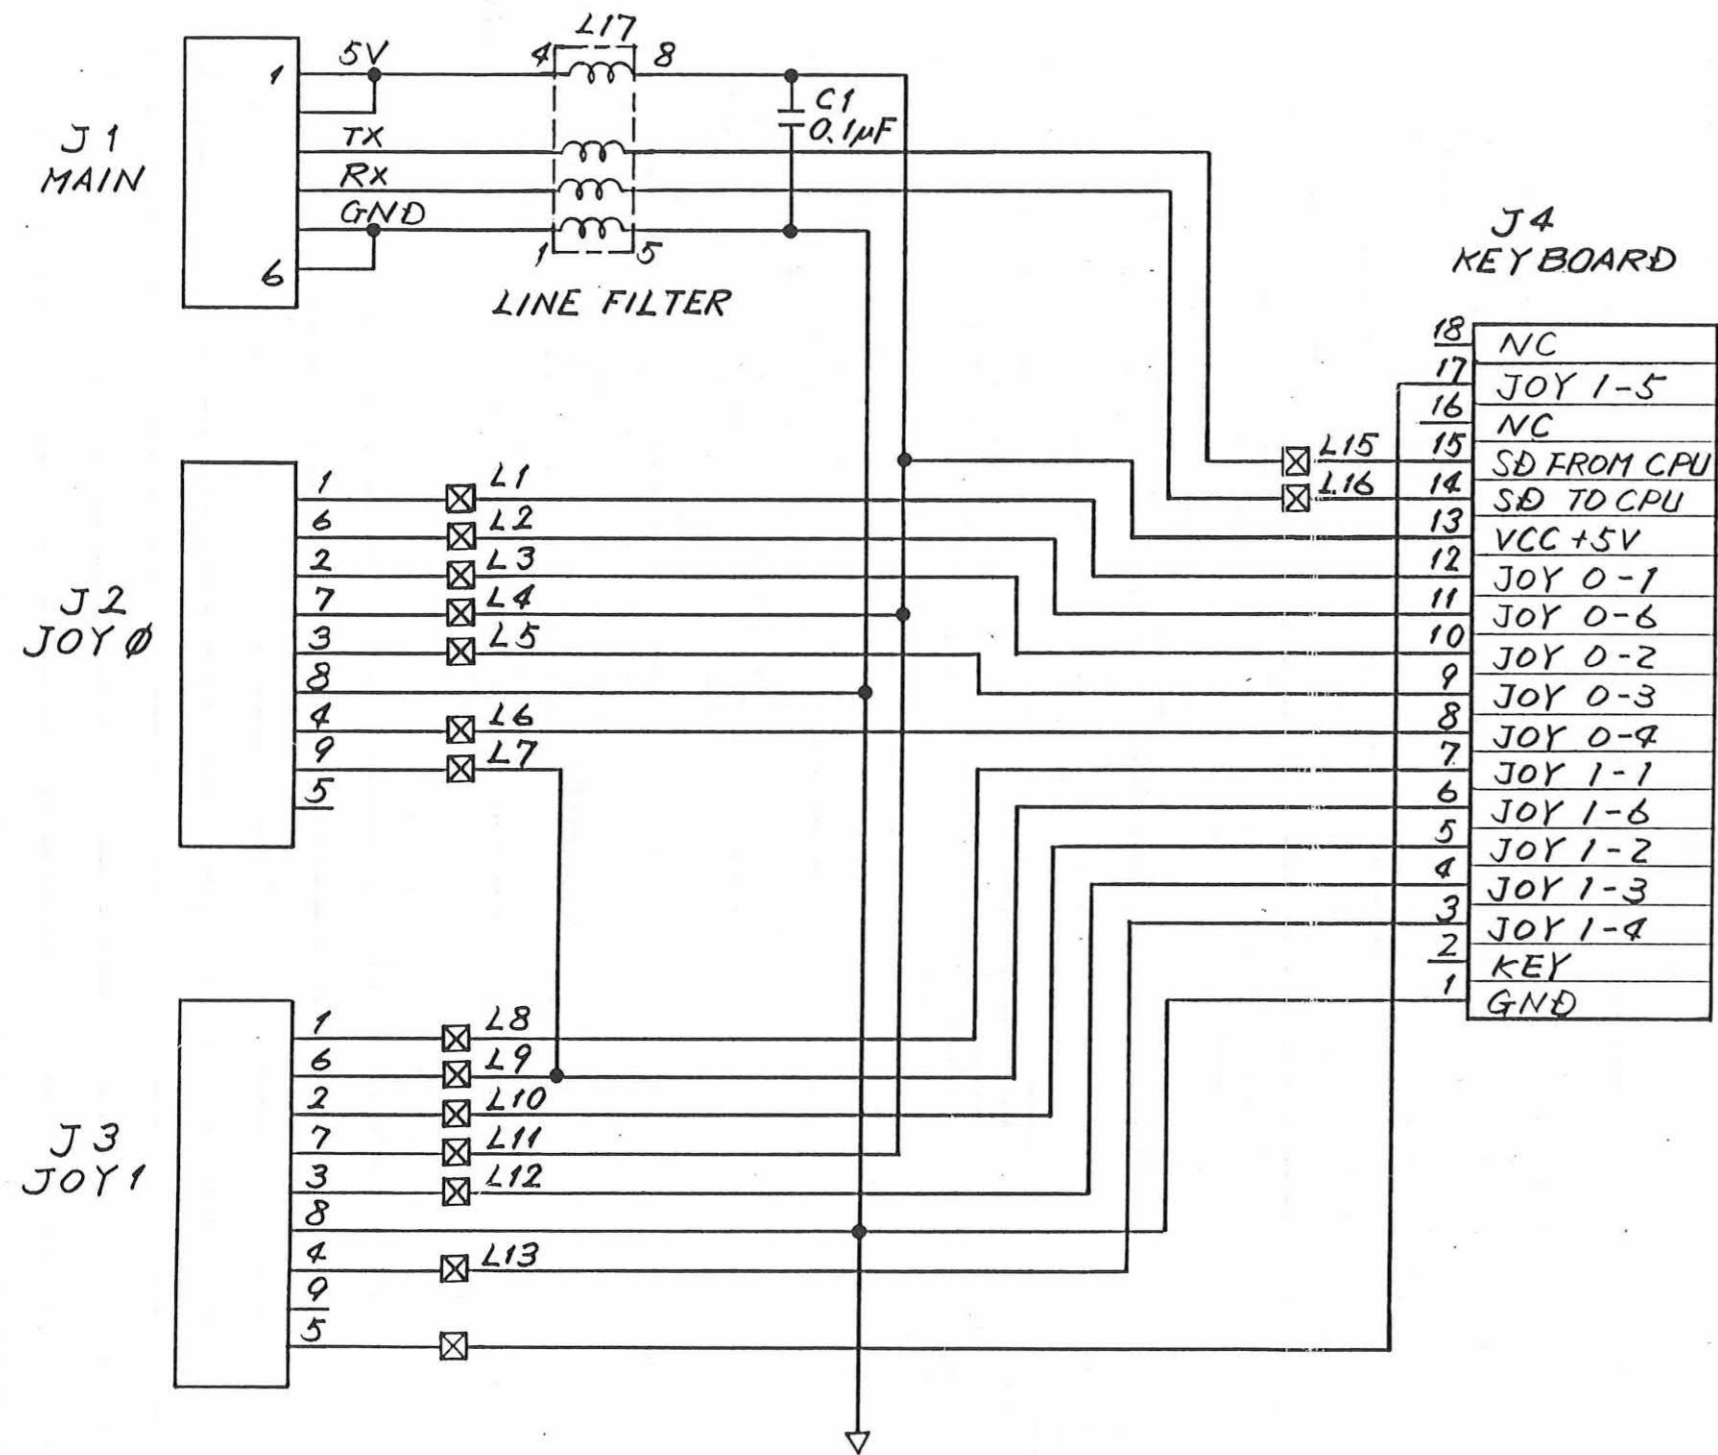 L17
4
8
1
5V
C1
0.1µF
J1
MAIN
TX
RX
GND
1
5
6
LINE FILTER
J4
KEYBOARD
18 NC
17 JOY 1-5
16 NC
L15 15 SD FROM CPU
L16 14 SD TO CPU
13 VCC +5V
12 JOY 0-1
11 JOY 0-6
10 JOY 0-2
9 JOY 0-3
8 JOY 0-4
7 JOY 1-1
6 JOY 1-6
5 JOY 1-2
4 JOY 1-3
3 JOY 1-4
2 KEY
1 GND
J2
JOY Ø
1 L1
6 L2
2 L3
7 L4
3 L5
8
4 L6
9 L7
5
J3
JOY 1
1 L8
6 L9
2 L10
7 L11
3 L12
8
4 L13
9
5